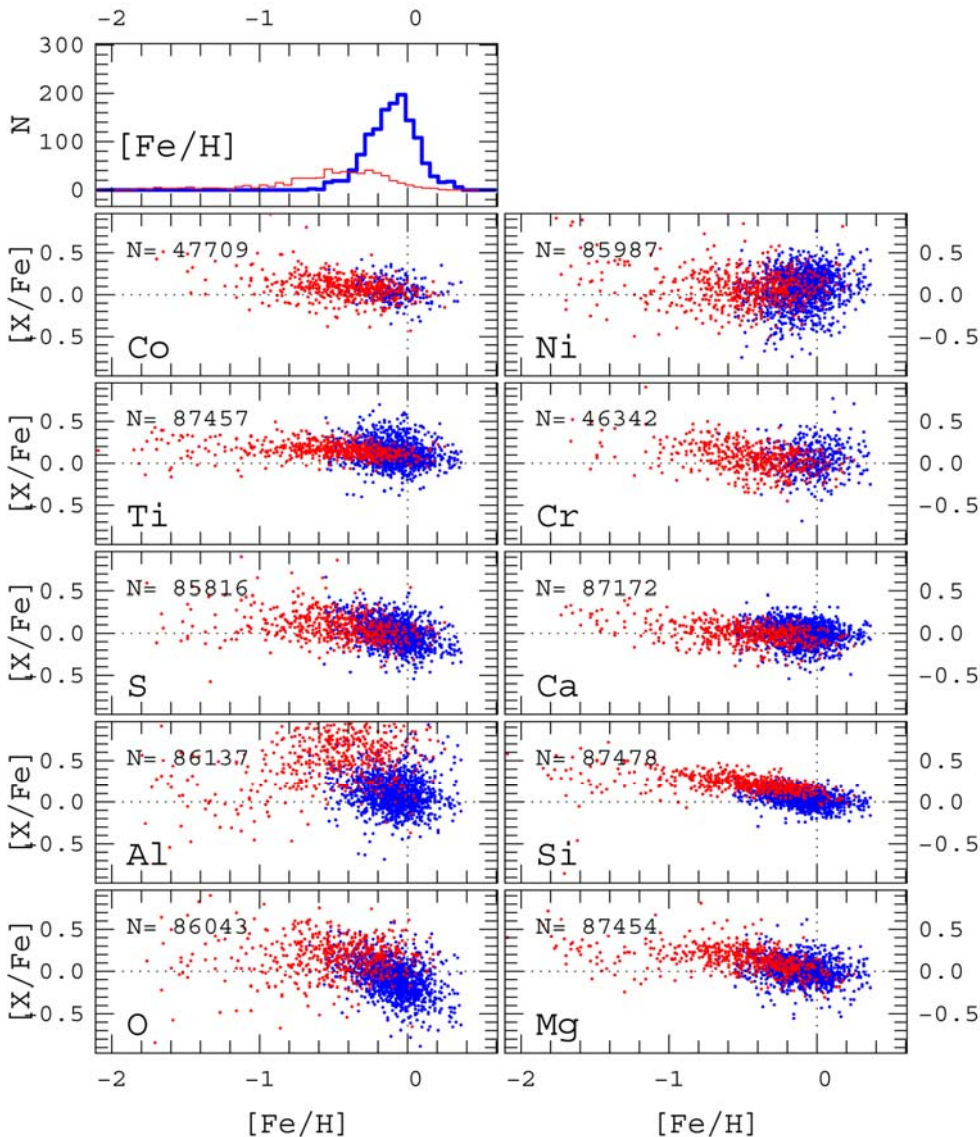 -2 -1 0
300
200
100
0
N
[Fe/H]
[X/Fe] 0.5 0.0 -0.5 N= 47709 Co N= 85987 Ni 0.5 0.0 -0.5
[X/Fe] 0.5 0.0 -0.5 N= 87457 Ti N= 46342 Cr 0.5 0.0 -0.5
[X/Fe] 0.5 0.0 -0.5 N= 85816 S N= 87172 Ca 0.5 0.0 -0.5
[X/Fe] 0.5 0.0 -0.5 N= 86137 Al N= 87478 Si 0.5 0.0 -0.5
[X/Fe] 0.5 0.0 -0.5 N= 86043 O N= 87454 Mg 0.5 0.0 -0.5
-2 -1 0 -2 -1 0
[Fe/H] [Fe/H]